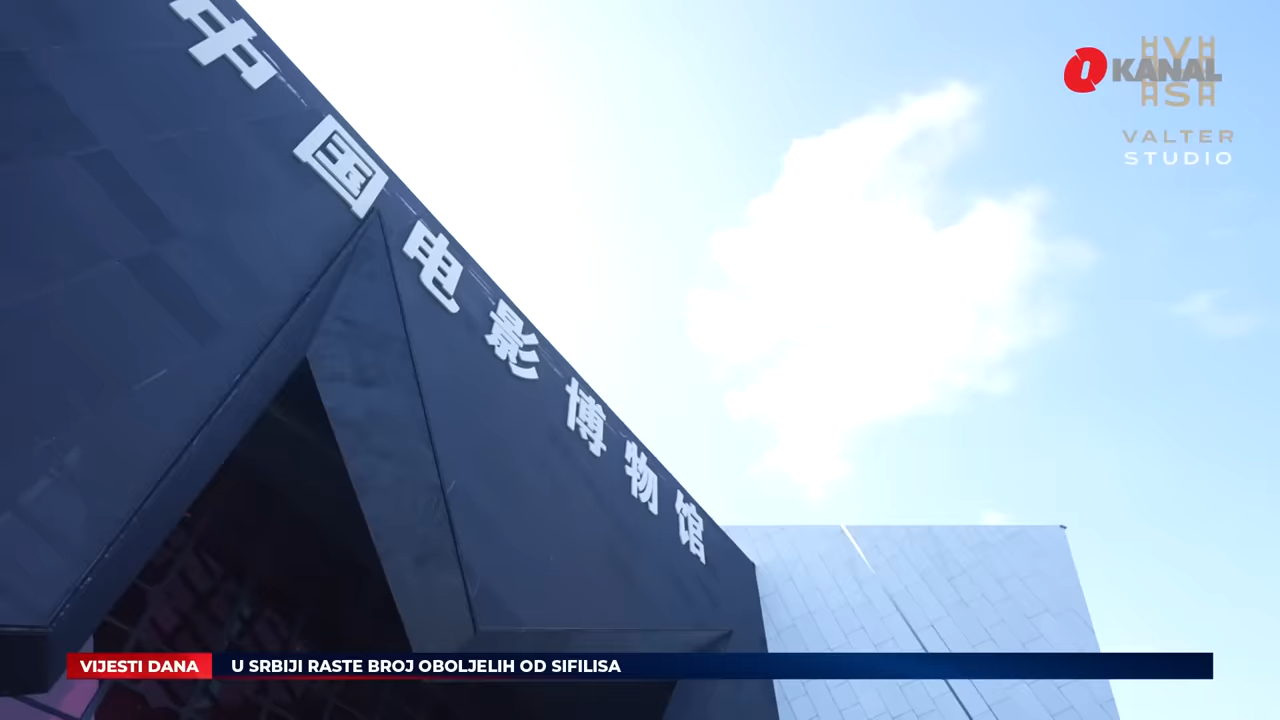 中国电影博物馆
Q KANAL
VALTER
STUDIO
VIJESTI DANA
U SRBIJI RASTE BROJ OBOLJELIH OD SIFILISA